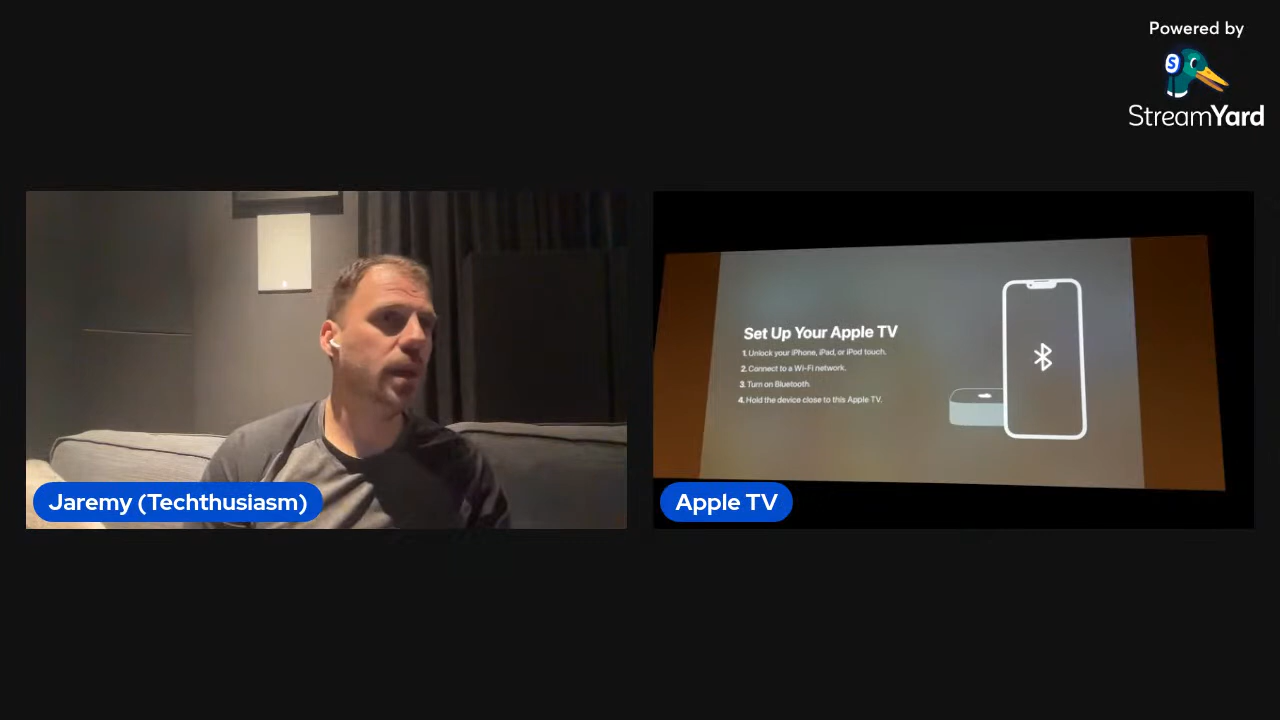 Powered by
S
StreamYard
Set Up Your Apple TV
1. Unlock your iPhone, iPad, or iPod touch.
2. Connect to a Wi-Fi network.
3. Turn on Bluetooth.
4. Hold the device close to this Apple TV.
Jaremy (Techthusiasm)
Apple TV